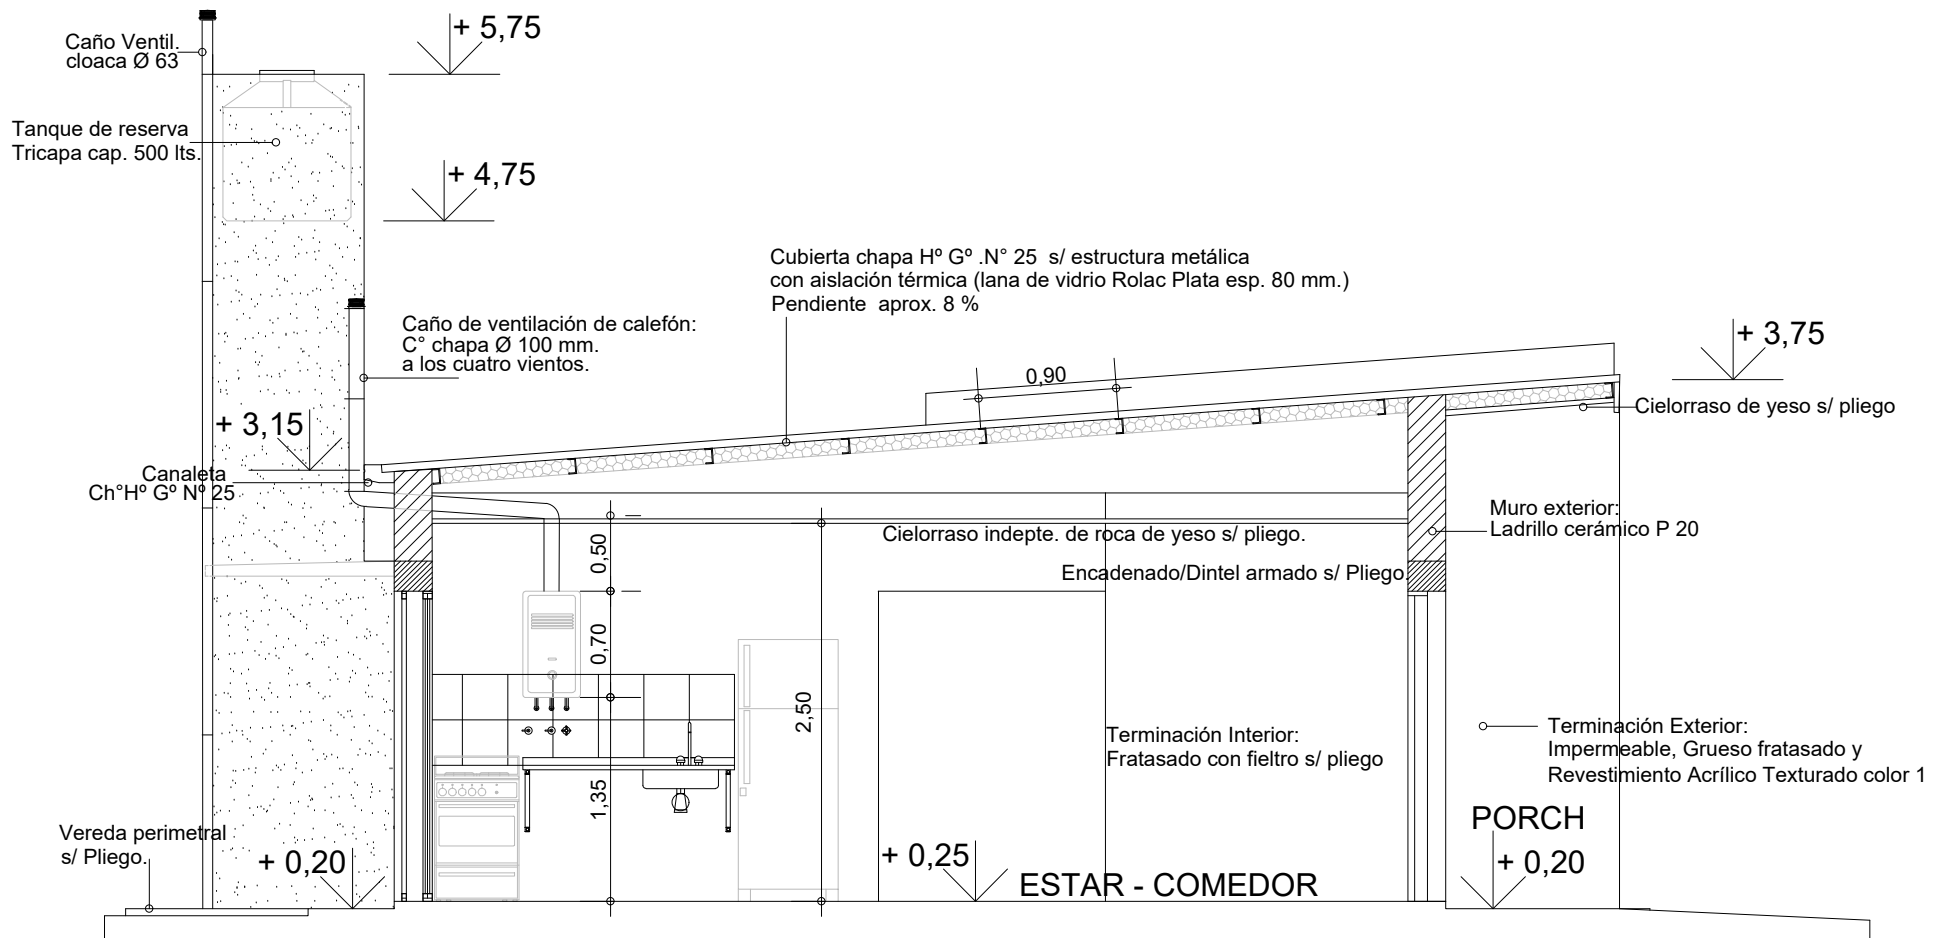 + 5,75
Caño Ventil.
cloaca Ø 63
Tanque de reserva
Tricapa cap. 500 lts.
+ 4,75
Cubierta chapa Hº Gº .N° 25 s/ estructura metálica
con aislación térmica (lana de vidrio Rolac Plata esp. 80 mm.)
Pendiente aprox. 8 %
Caño de ventilación de calefón:
C° chapa Ø 100 mm.
a los cuatro vientos.
+ 3,75
0,90
Cielorraso de yeso s/ pliego
+ 3,15
Canaleta
Ch°Hº Gº Nº 25
Muro exterior:
Ladrillo cerámico P 20
Cielorraso indepte. de roca de yeso s/ pliego.
0,50
Encadenado/Dintel armado s/ Pliego.
0,70
2,50
1,35
Terminación Interior:
Fratasado con fieltro s/ pliego
Terminación Exterior:
Impermeable, Grueso fratasado y
Revestimiento Acrílico Texturado color 1
Vereda perimetral
s/ Pliego.
+ 0,20
+ 0,25
ESTAR - COMEDOR
PORCH
+ 0,20